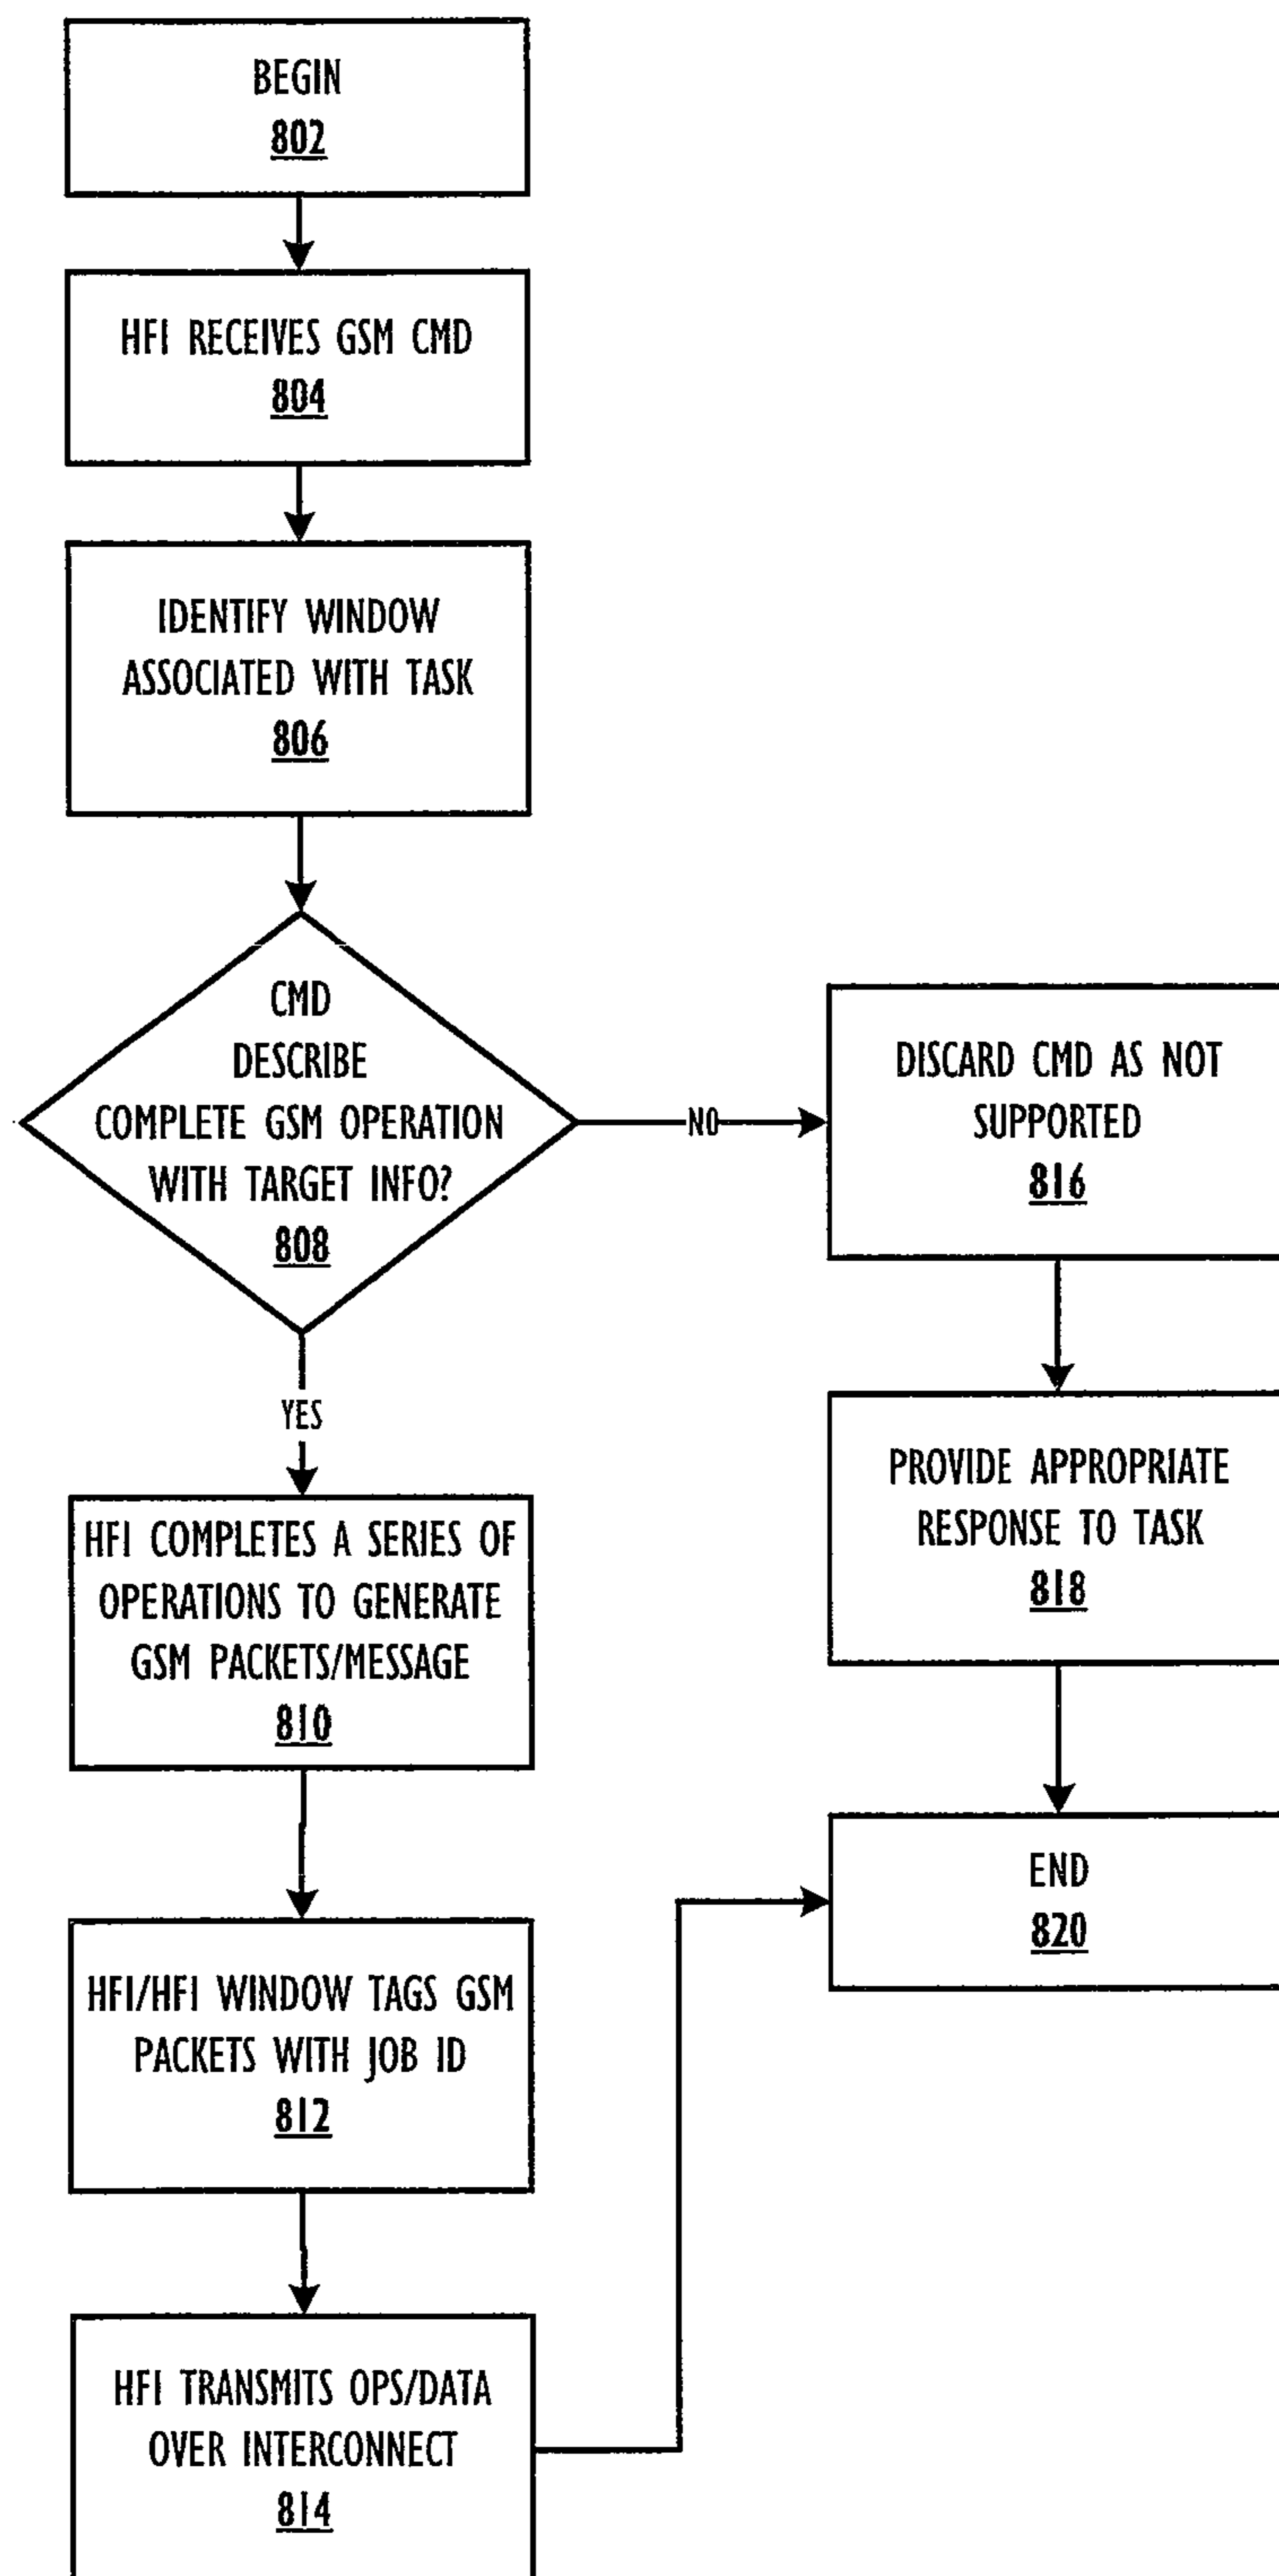 BEGIN
802
HFI RECEIVES GSM CMD
804
IDENTIFY WINDOW
ASSOCIATED WITH TASK
806
CMD
DESCRIBE
COMPLETE GSM OPERATION
WITH TARGET INFO?
808
NO
DISCARD CMD AS NOT
SUPPORTED
816
YES
PROVIDE APPROPRIATE
RESPONSE TO TASK
818
HFI COMPLETES A SERIES OF
OPERATIONS TO GENERATE
GSM PACKETS/MESSAGE
810
END
820
HFI/HFI WINDOW TAGS GSM
PACKETS WITH JOB ID
812
HFI TRANSMITS OPS/DATA
OVER INTERCONNECT
814